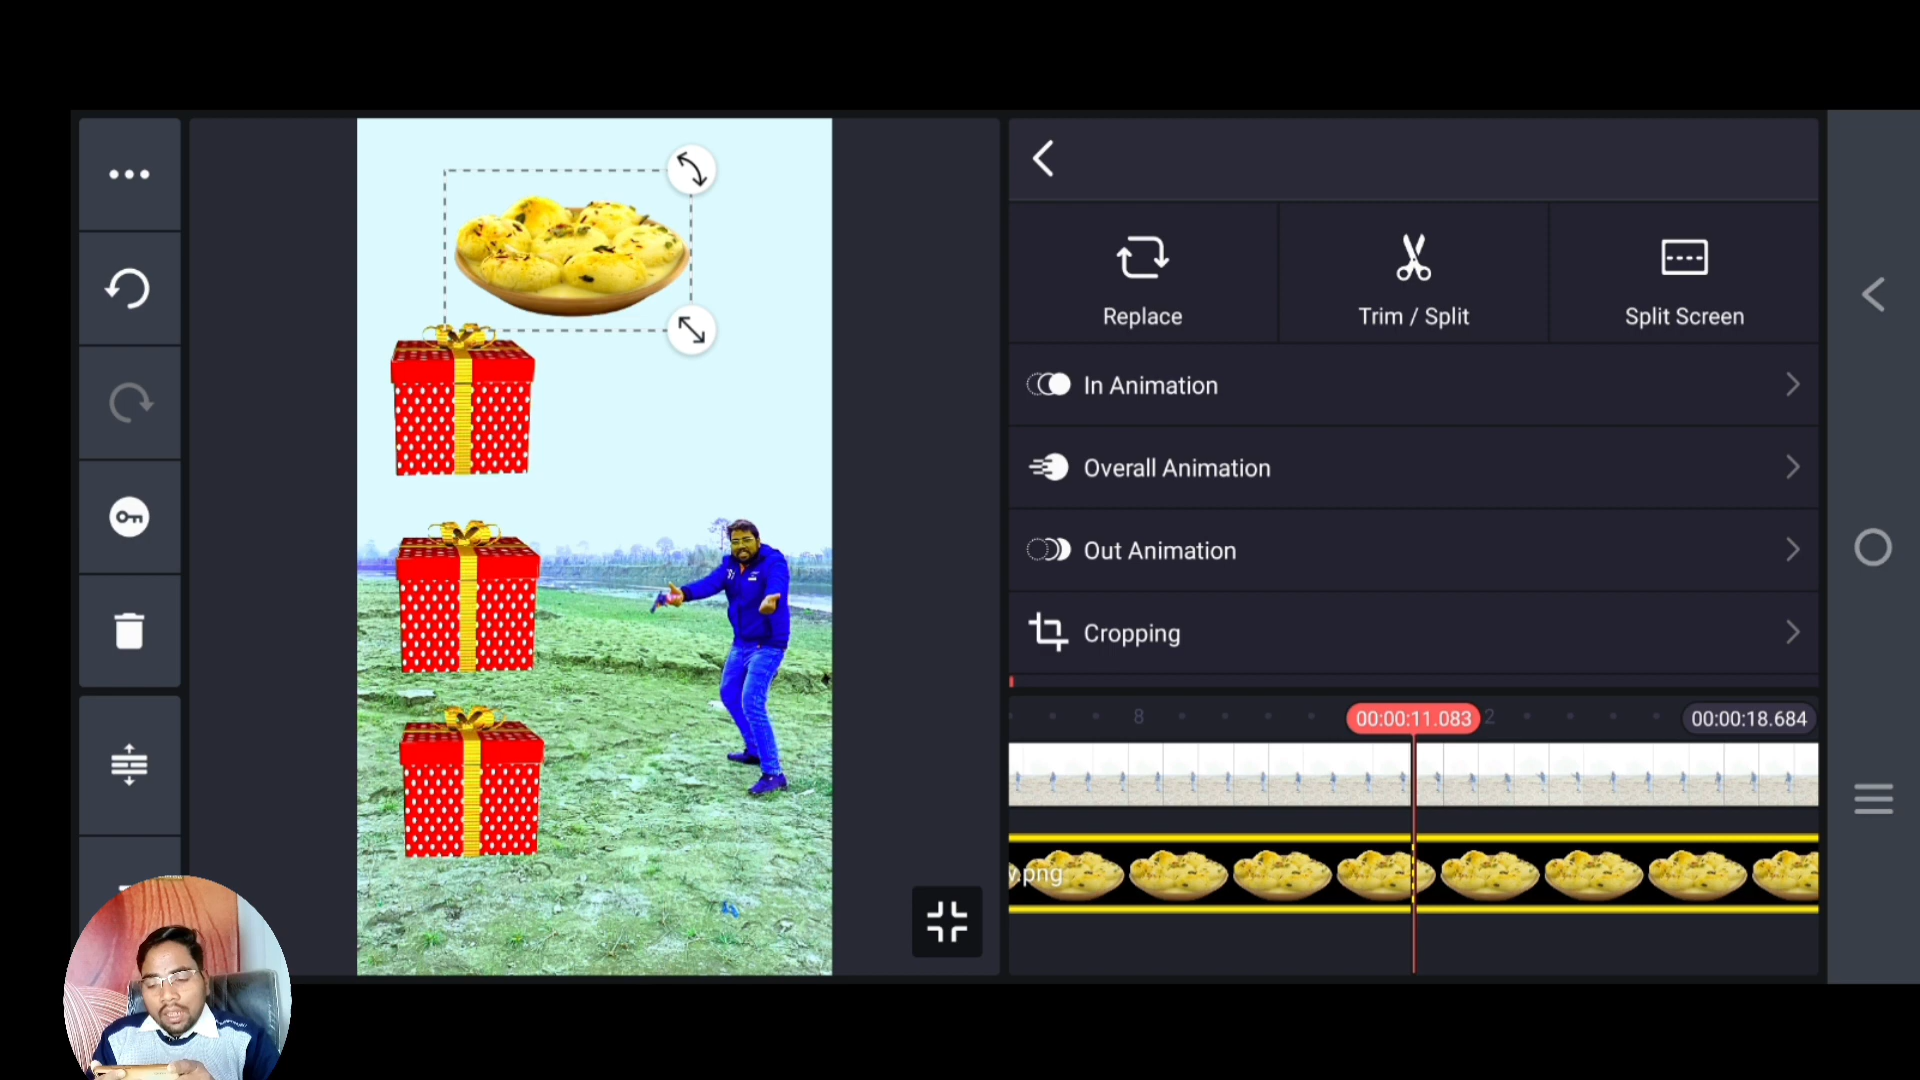 Replace
Trim / Split
Split Screen
In Animation
Overall Animation
Out Animation
Cropping
8
00:00:11.083
2
00:00:18.684
v.png